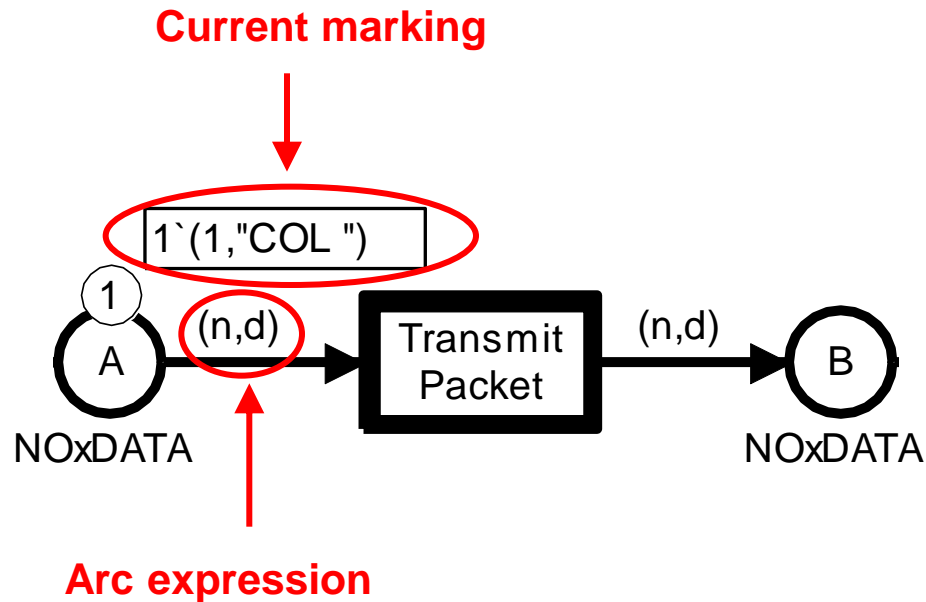 Current marking
1`(1,"COL ")
1
(n,d)
(n,d)
A
Transmit
Packet
B
NOxDATA
NOxDATA
Arc expression